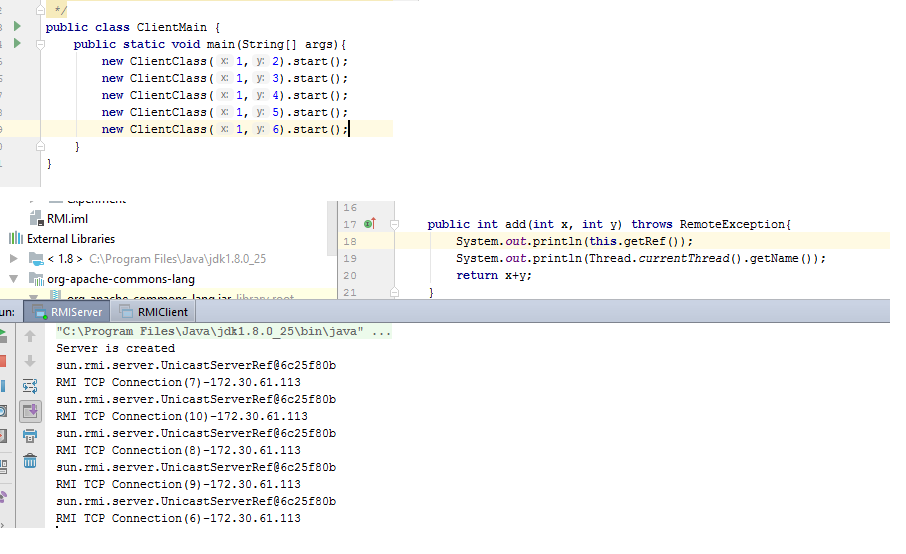 */
public class ClientMain {
public static void main(String[] args){
new ClientClass( x: 1, y: 2).start();
new ClientClass( x: 1, y: 3).start();
new ClientClass( x: 1, y: 4).start();
new ClientClass( x: 1, y: 5).start();
new ClientClass( x: 1, y: 6).start();
}
}
RMI.iml
External Libraries
< 1.8 > C:\Program Files\Java\jdk1.8.0_25
org-apache-commons-lang
org-apache-commons-lang.jar library root
16
17 public int add(int x, int y) throws RemoteException{
18 System.out.println(this.getRef());
19 System.out.println(Thread.currentThread().getName());
20 return x+y;
21 }
un: RMIServer RMIClient
"C:\Program Files\Java\jdk1.8.0_25\bin\java" ...
Server is created
sun.rmi.server.UnicastServerRef@6c25f80b
RMI TCP Connection(7)-172.30.61.113
sun.rmi.server.UnicastServerRef@6c25f80b
RMI TCP Connection(10)-172.30.61.113
sun.rmi.server.UnicastServerRef@6c25f80b
RMI TCP Connection(8)-172.30.61.113
sun.rmi.server.UnicastServerRef@6c25f80b
RMI TCP Connection(9)-172.30.61.113
sun.rmi.server.UnicastServerRef@6c25f80b
RMI TCP Connection(6)-172.30.61.113